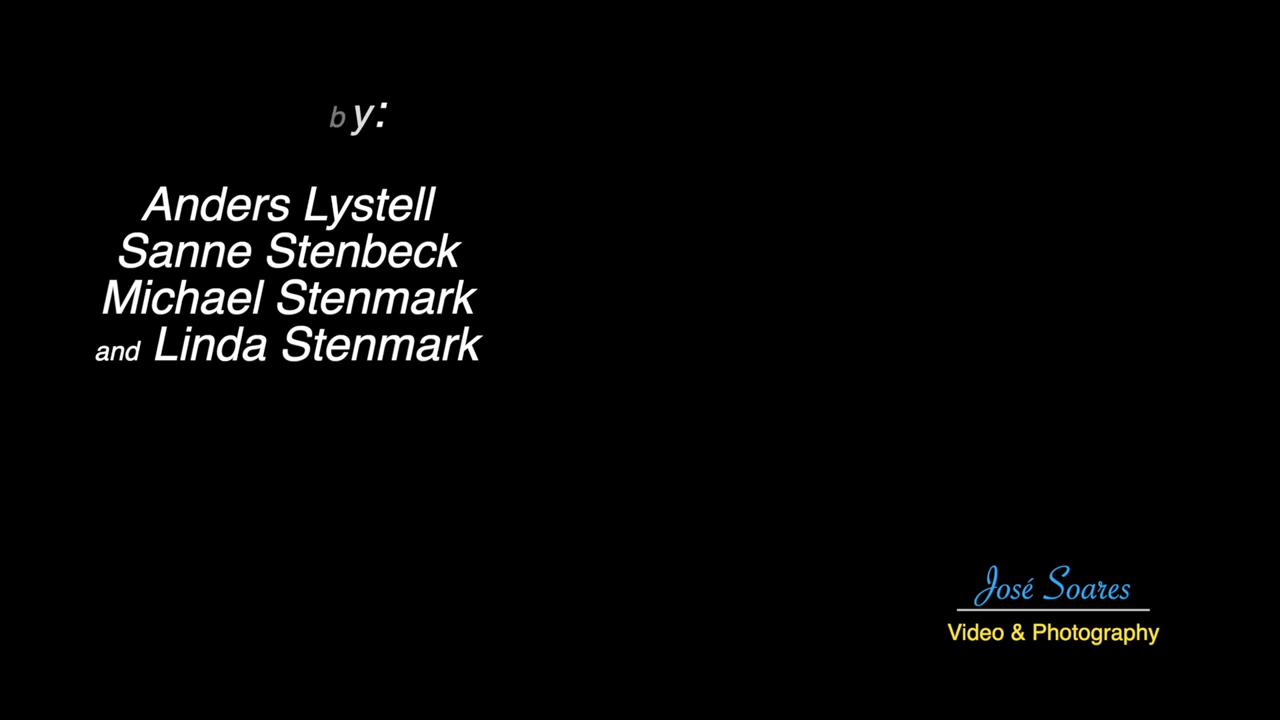 by:
Anders Lystell
Sanne Stenbeck
Michael Stenmark
and Linda Stenmark
José Soares
Video & Photography